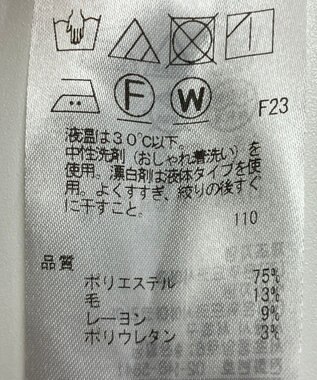 F W F23
液温は30℃以下。
中性洗剤(おしゃれ着洗い)を
使用。漂白剤は液体タイプを使
用。よくすすぎ、絞りの後すぐ
に干すこと。
110
品質
ポリエステル 75%
毛 13%
レーヨン 9%
ポリウレタン 3%